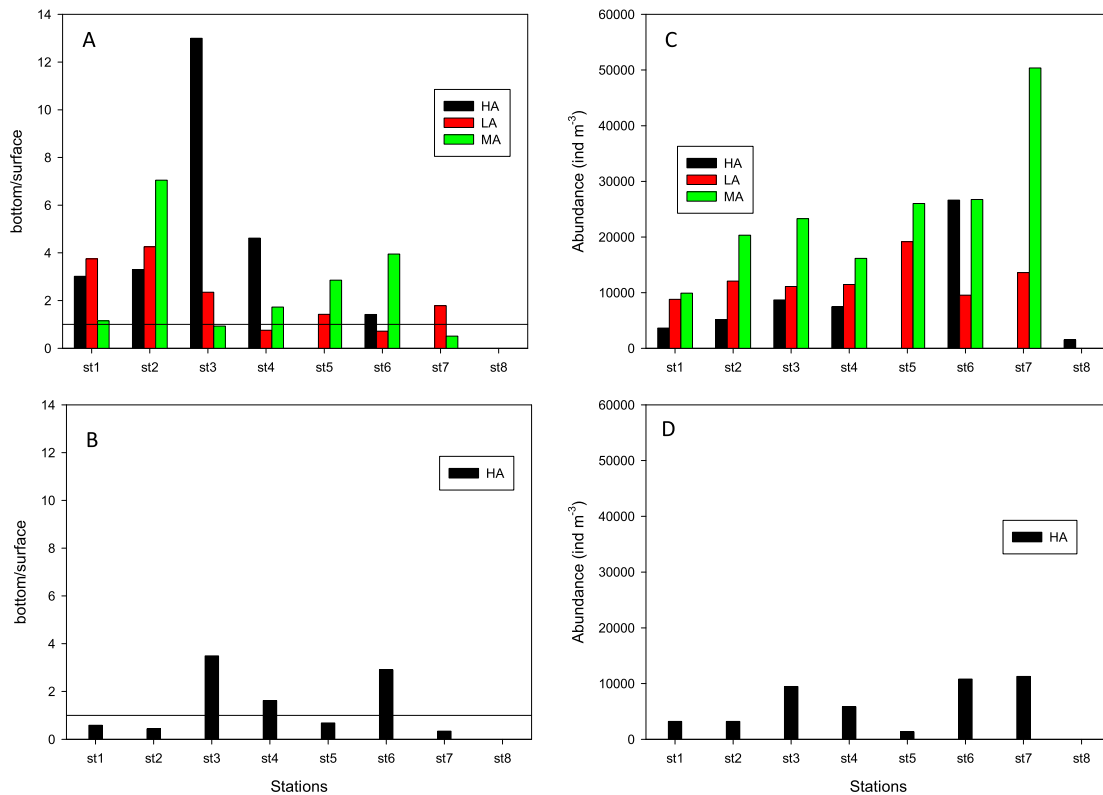 A
14
12
10
8
6
4
2
0
bottom/surface
HA
LA
MA
st1 st2 st3 st4 st5 st6 st7 st8
C
60000
50000
40000
30000
20000
10000
0
Abundance (ind m-3)
HA
LA
MA
st1 st2 st3 st4 st5 st6 st7 st8
B
14
12
10
8
6
4
2
0
bottom/surface
HA
st1 st2 st3 st4 st5 st6 st7 st8
Stations
D
60000
50000
40000
30000
20000
10000
0
Abundance (ind m-3)
HA
st1 st2 st3 st4 st5 st6 st7 st8
Stations